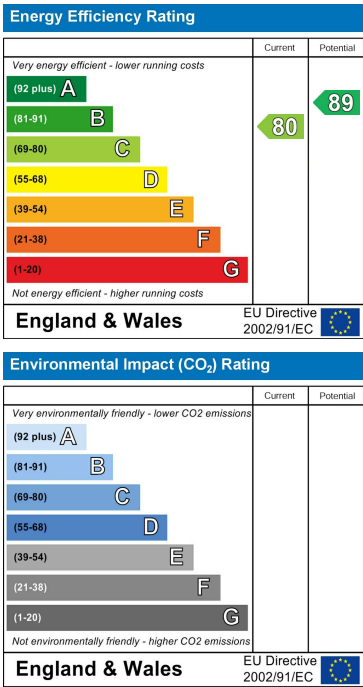 Energy Efficiency Rating
Current Potential
Very energy efficient - lower running costs
(92 plus) A
(81-91) B
(69-80) C
(55-68) D
(39-54) E
(21-38) F
(1-20) G
80
89
Not energy efficient - higher running costs
England & Wales
EU Directive
2002/91/EC
Environmental Impact (CO₂) Rating
Current Potential
Very environmentally friendly - lower CO2 emissions
(92 plus) A
(81-91) B
(69-80) C
(55-68) D
(39-54) E
(21-38) F
(1-20) G
Not environmentally friendly - higher CO2 emissions
England & Wales
EU Directive
2002/91/EC